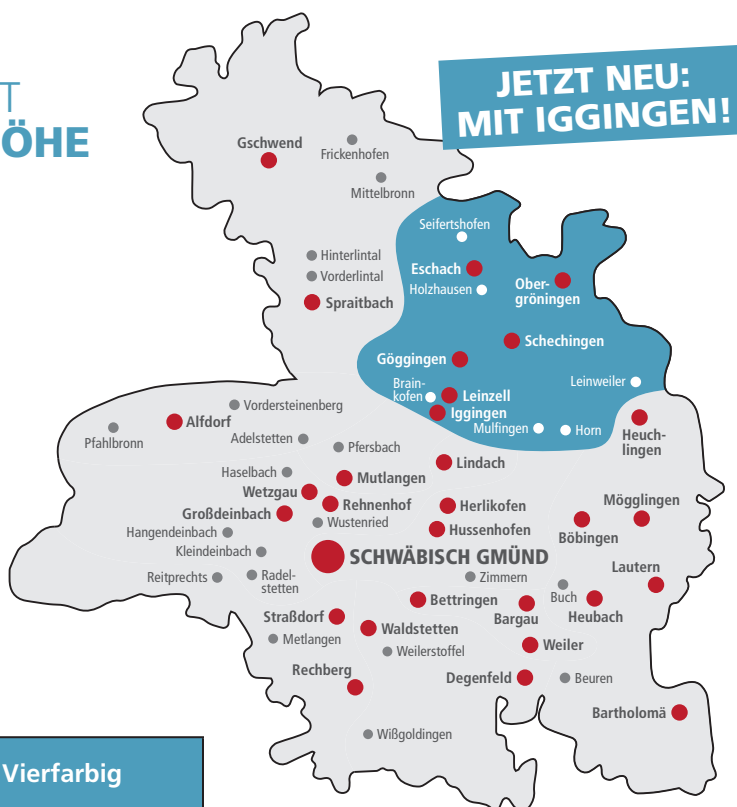 T
ÖHE
JETZT NEU:
MIT IGGINGEN!
Gschwend
Frickenhofen
Mittelbronn
Seifertshofen
Hinterlintal
Vorderlintal
Spraitbach
Eschach
Holzhausen
Ober-
gröningen
Schechingen
Göggingen
Brain-
kofen
Leinzell
Iggingen
Leinweiler
Mulfingen
Horn
Heuch-
lingen
Vordersteinenberg
Alfdorf
Pfahlbronn
Adelstetten
Pfersbach
Lindach
Haselbach
Mutlangen
Wetzgau
Rehnenhof
Großdeinbach
Wustenried
Herlikofen
Hussenhofen
Mögglingen
Böbingen
Hangendeinbach
Kleindeinbach
SCHWÄBISCH GMÜND
Lautern
Reitprechts
Radel-
stetten
Zimmern
Buch
Bettringen
Bargau
Heubach
Straßdorf
Waldstetten
Metlangen
Weilerstoffel
Weiler
Rechberg
Degenfeld
Beuren
Bartholomä
Wißgoldingen
Vierfarbig